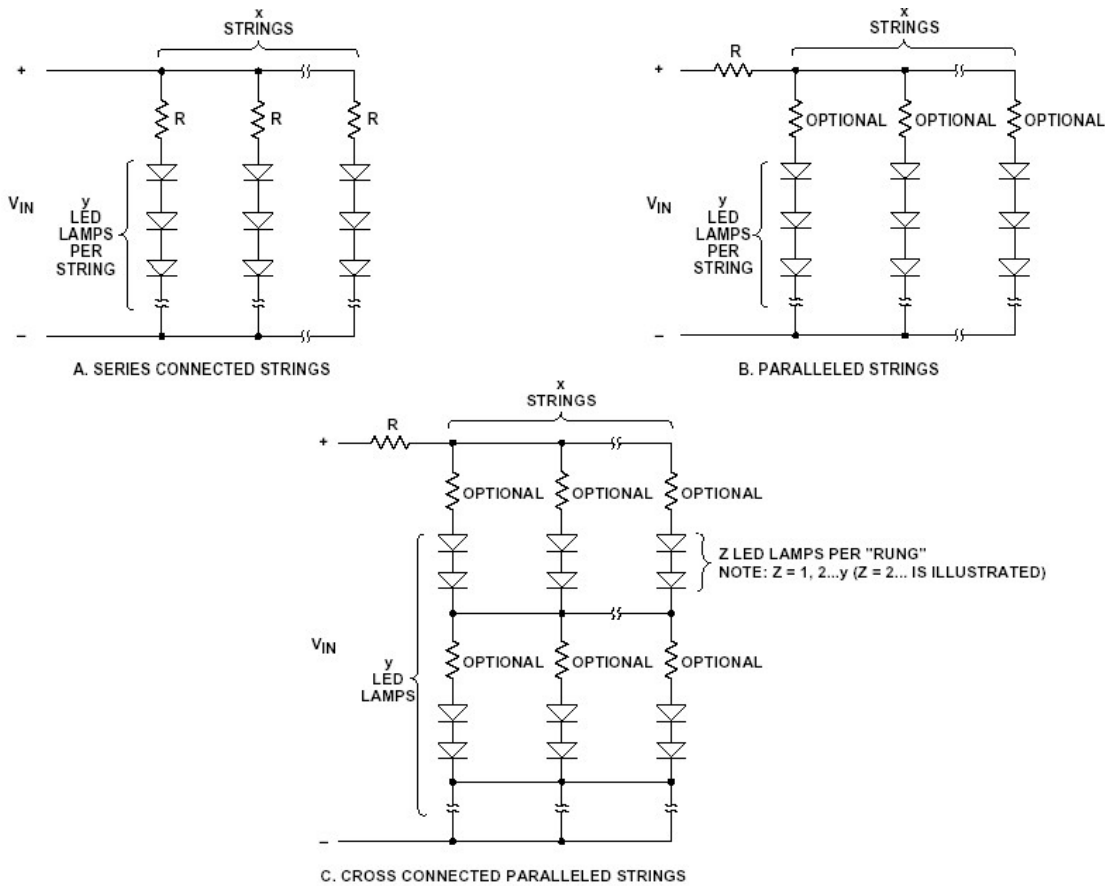 x
STRINGS
+
R
R
R
VIN
y
LED
LAMPS
PER
STRING
–
A. SERIES CONNECTED STRINGS
x
STRINGS
R
+
OPTIONAL
OPTIONAL
OPTIONAL
VIN
y
LED
LAMPS
PER
STRING
–
B. PARALLELED STRINGS
x
STRINGS
R
+
OPTIONAL
OPTIONAL
OPTIONAL
Z LED LAMPS PER "RUNG"
NOTE: Z = 1, 2...y (Z = 2... IS ILLUSTRATED)
VIN
y
LED
LAMPS
OPTIONAL
OPTIONAL
OPTIONAL
–
C. CROSS CONNECTED PARALLELED STRINGS